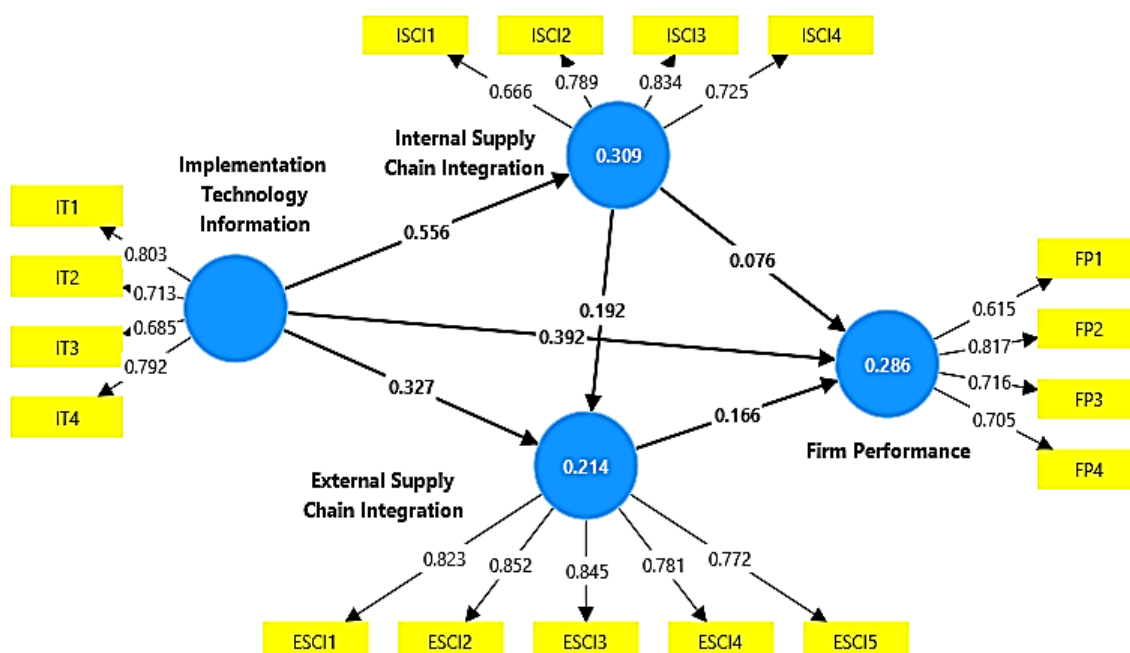 ISCI1
ISCI2
ISCI3
ISCI4
0.666
0.789
0.834
0.725
Internal Supply
Chain Integration
0.309
Implementation
Technology
Information
IT1
IT2
IT3
IT4
0.803
0.713
0.685
0.792
0.556
0.076
0.192
0.392
0.327
0.166
FP1
FP2
FP3
FP4
0.615
0.817
0.716
0.705
0.286
Firm Performance
External Supply
Chain Integration
0.214
0.823
0.852
0.845
0.781
0.772
ESCI1
ESCI2
ESCI3
ESCI4
ESCI5